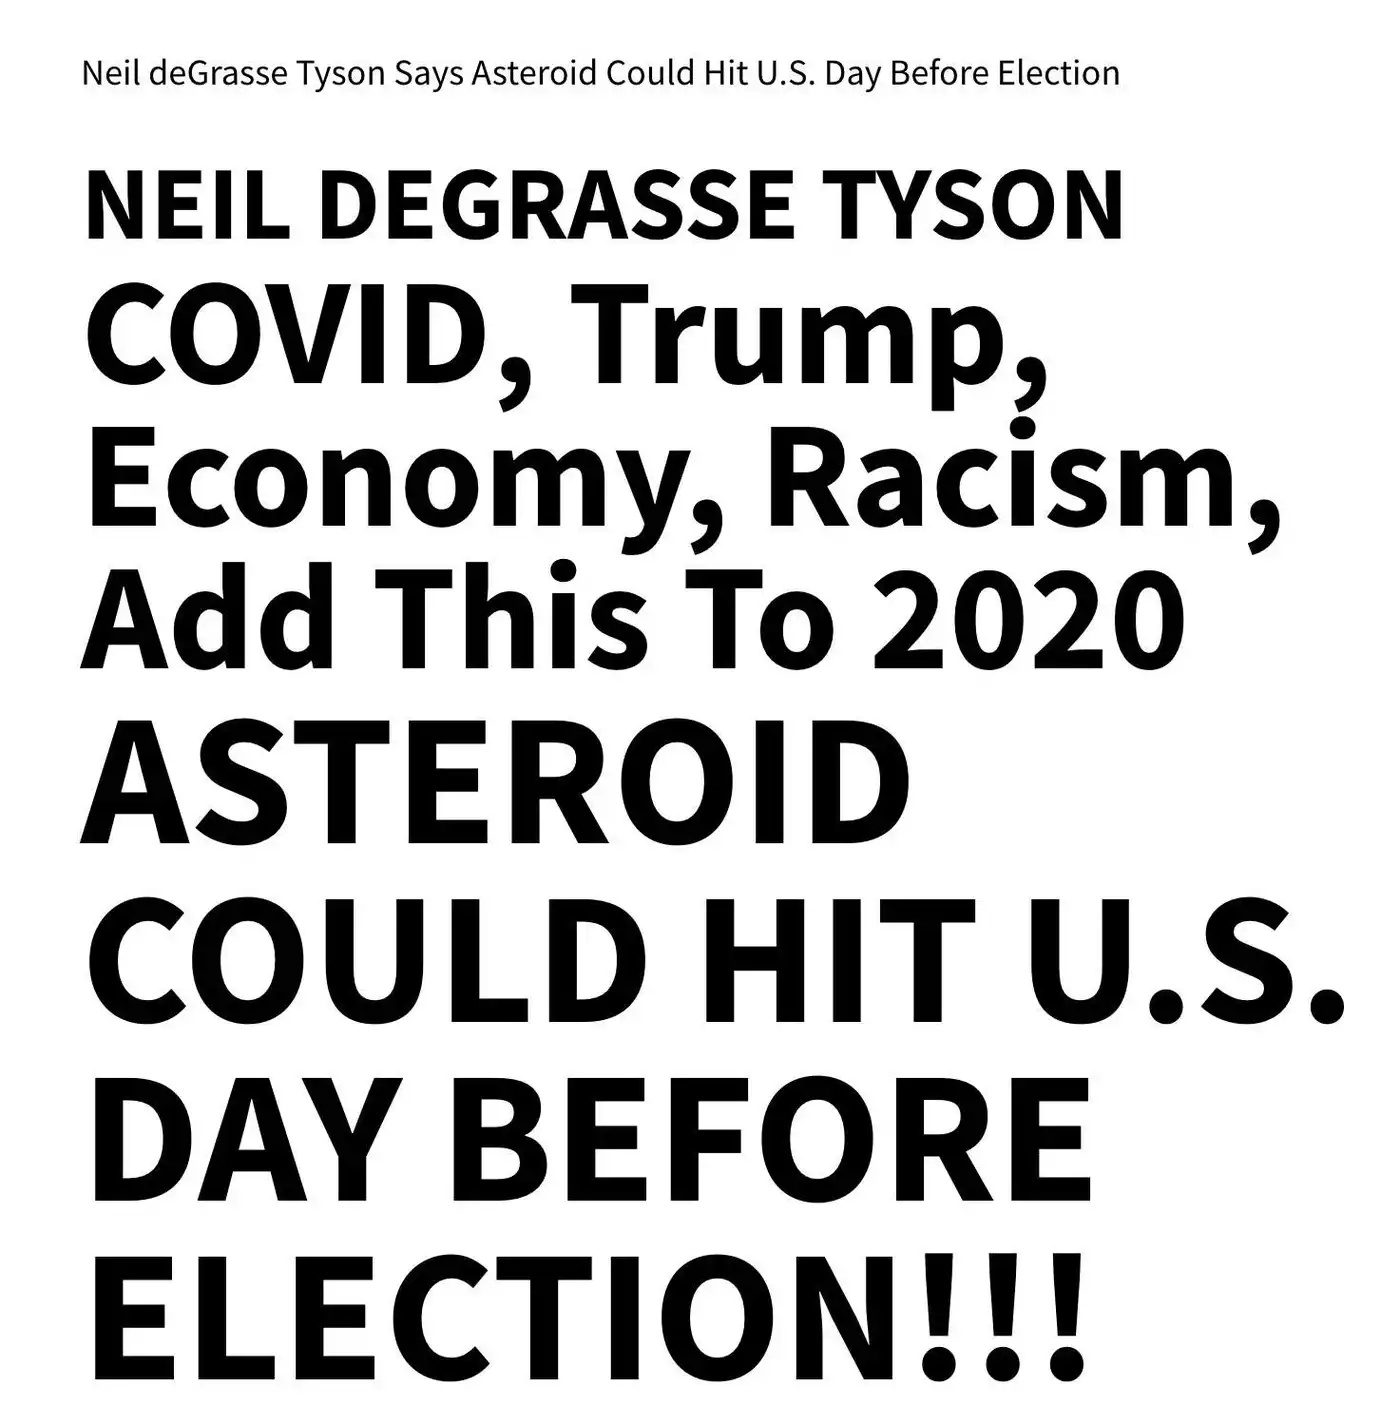 Neil deGrasse Tyson Says Asteroid Could Hit U.S. Day Before Election
NEIL DEGRASSE TYSON
COVID, Trump,
Economy, Racism,
Add This To 2020
ASTEROID
COULD HIT U.S.
DAY BEFORE
ELECTION!!!